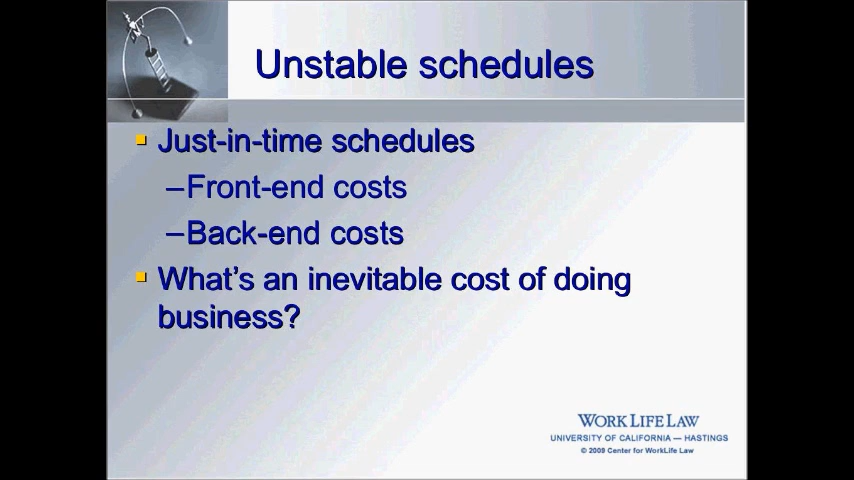 Unstable schedules
▪ Just-in-time schedules
–Front-end costs
–Back-end costs
▪ What's an inevitable cost of doing
business?
WORK LIFE LAW
UNIVERSITY OF CALIFORNIA — HASTINGS
© 2009 Center for WorkLife Law